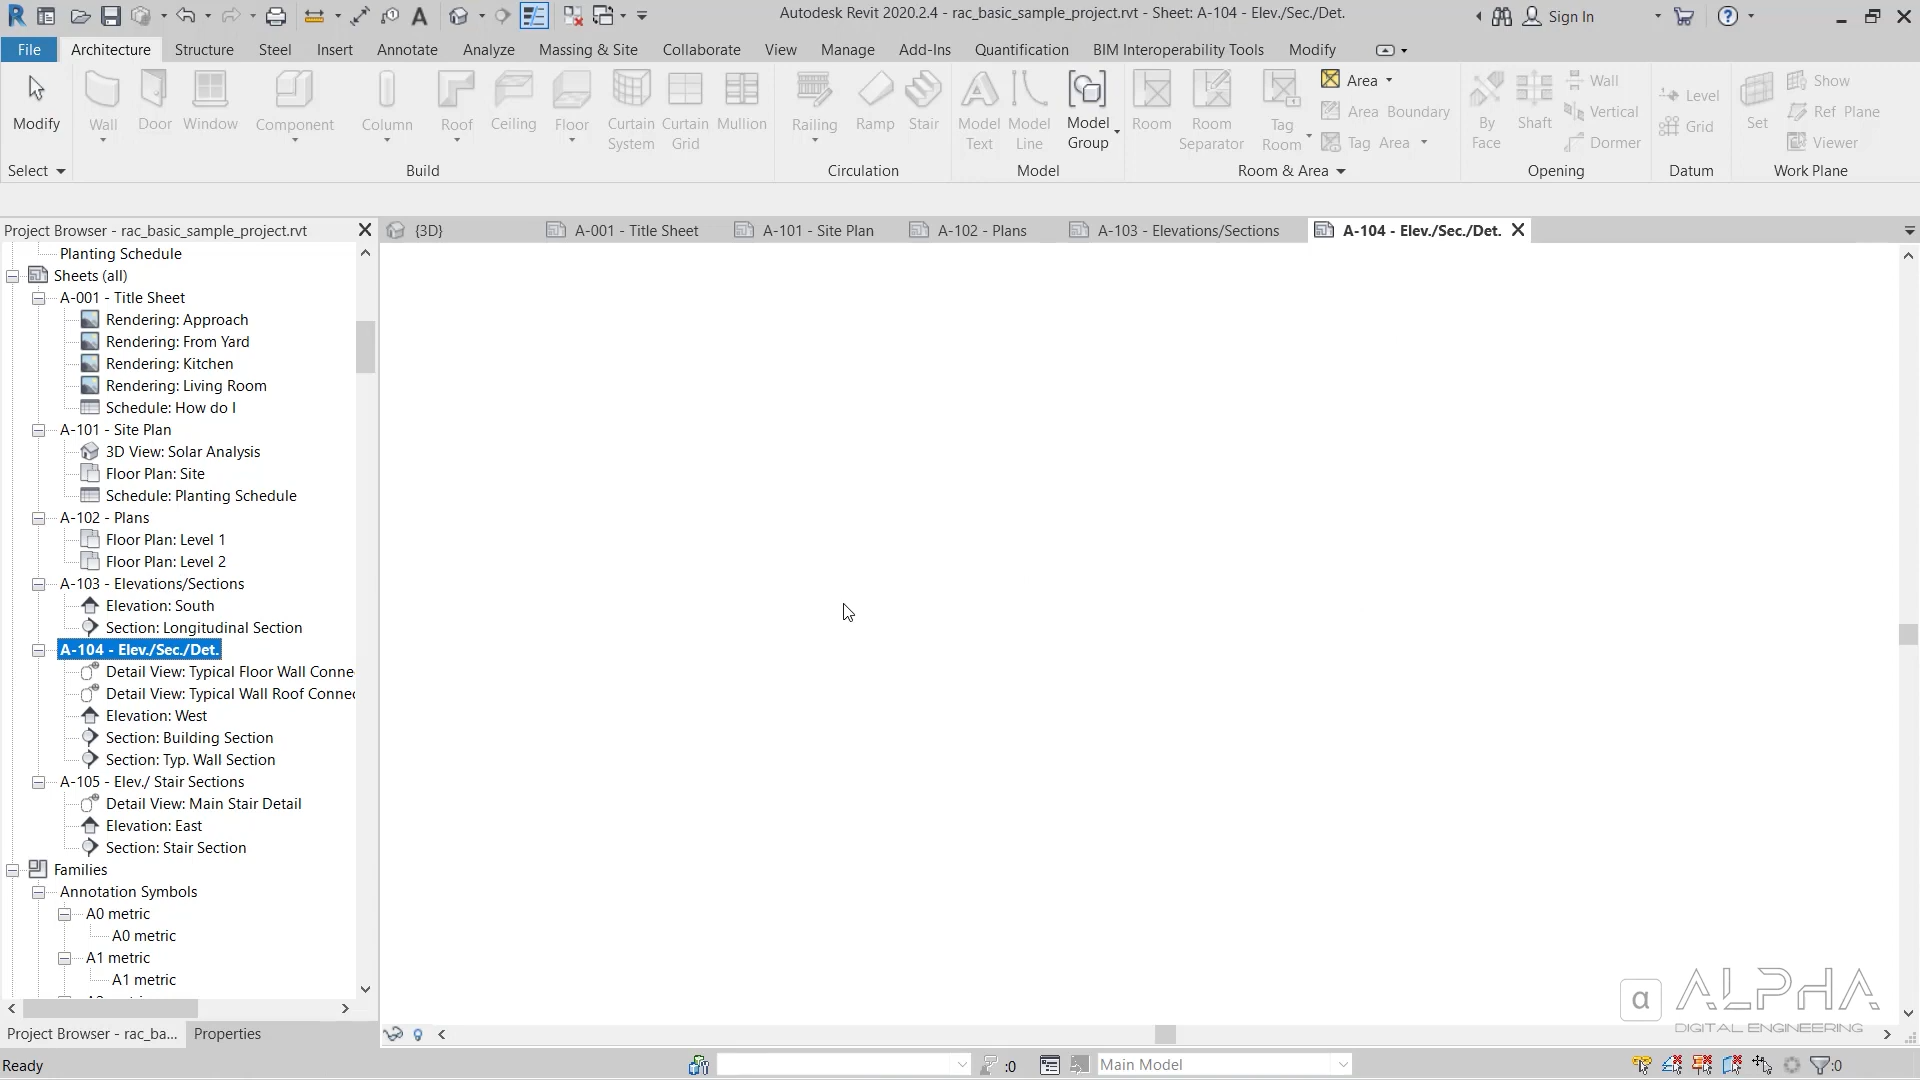 Autodesk Revit 2020.2.4 - rac_basic_sample_project.rvt - Sheet: A-104 - Elev./Sec./Det.
Sign In
File Architecture Structure Steel Insert Annotate Analyze Massing & Site Collaborate View Manage Add-Ins Quantification BIM Interoperability Tools Modify
Modify
Wall
Door
Window
Component
Column
Roof
Ceiling
Floor
Curtain System
Curtain Grid
Mullion
Railing
Ramp
Stair
Model Text
Model Line
Model Group
Room
Room Separator
Tag Room
Area
Area Boundary
Tag Area
By Face
Shaft
Wall
Vertical
Dormer
Level
Grid
Set
Show
Ref Plane
Viewer
Select Build Circulation Model Room & Area Opening Datum Work Plane
Project Browser - rac_basic_sample_project.rvt
{3D} A-001 - Title Sheet A-101 - Site Plan A-102 - Plans A-103 - Elevations/Sections A-104 - Elev./Sec./Det.
Planting Schedule
Sheets (all)
A-001 - Title Sheet
Rendering: Approach
Rendering: From Yard
Rendering: Kitchen
Rendering: Living Room
Schedule: How do I
A-101 - Site Plan
3D View: Solar Analysis
Floor Plan: Site
Schedule: Planting Schedule
A-102 - Plans
Floor Plan: Level 1
Floor Plan: Level 2
A-103 - Elevations/Sections
Elevation: South
Section: Longitudinal Section
A-104 - Elev./Sec./Det.
Detail View: Typical Floor Wall Conne
Detail View: Typical Wall Roof Connec
Elevation: West
Section: Building Section
Section: Typ. Wall Section
A-105 - Elev./ Stair Sections
Detail View: Main Stair Detail
Elevation: East
Section: Stair Section
Families
Annotation Symbols
A0 metric
A0 metric
A1 metric
A1 metric
α ALPHA
DIGITAL ENGINEERING
Project Browser - rac_ba... Properties
Ready
:0
Main Model
:0